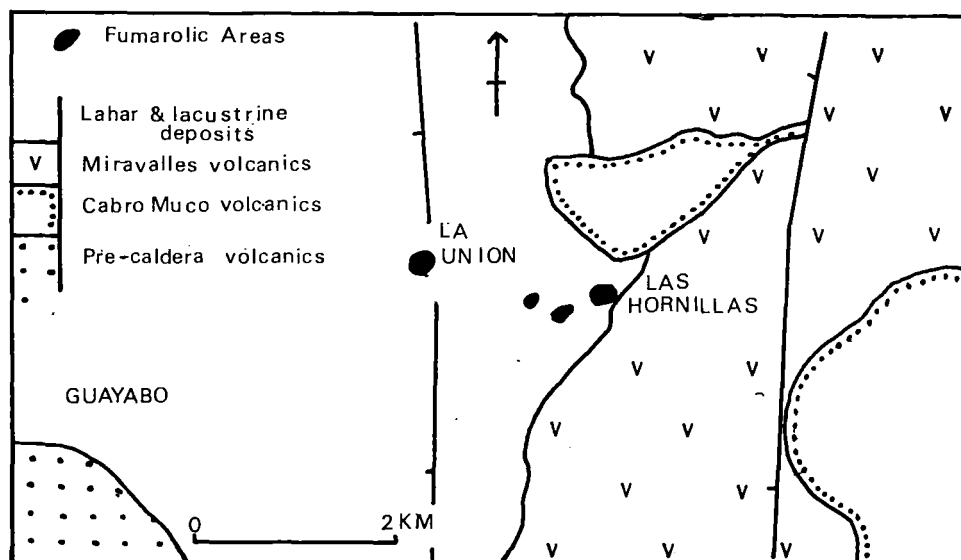 Fumarolic Areas
Lahar & lacustrine
deposits
v Miravalles volcanics
Cabro Muco volcanics
Pre-caldera volcanics
LA
UNION
LAS
HORNILLAS
GUAYABO
0 2 KM